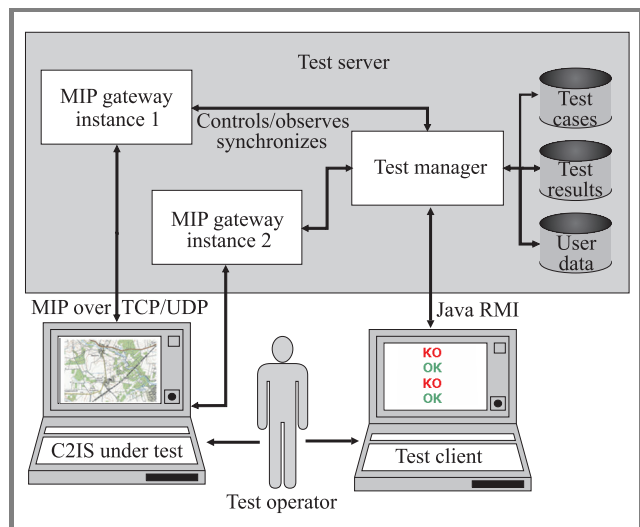 Test server
MIP gateway
instance 1
Controls/observes
synchronizes
Test manager
Test
cases
Test
results
User
data
MIP gateway
instance 2
MIP over TCP/UDP
Java RMI
KO
OK
KO
OK
C2IS under test
Test client
Test operator